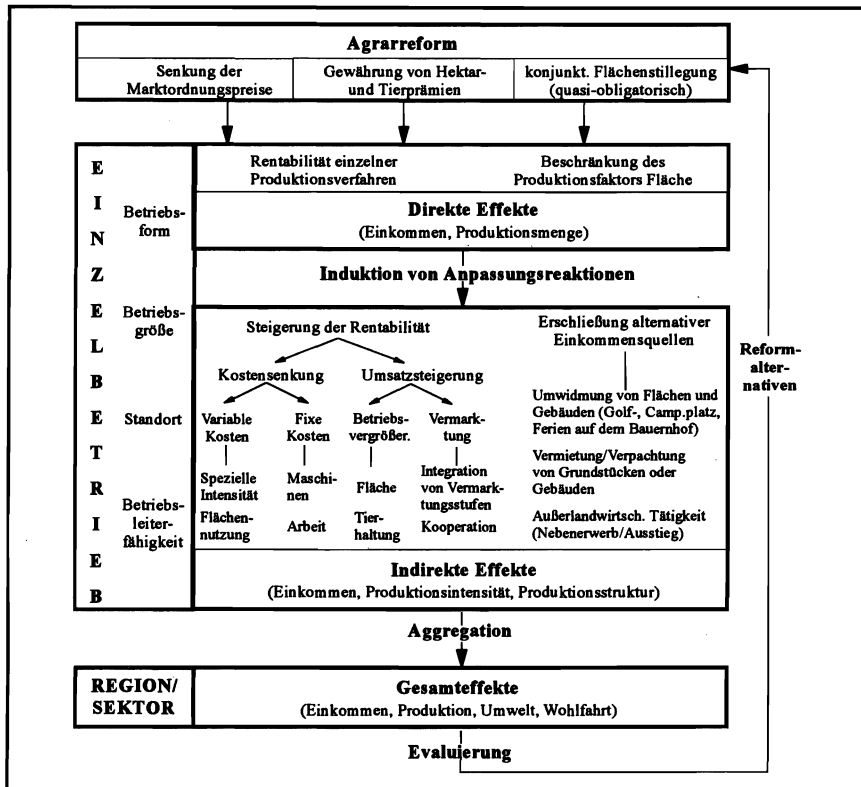 Agrarreform
Senkung der
Marktordnungspreise
Gewährung von Hektar-
und Tierprämien
konjunkt. Flächenstillegung
(quasi-obligatorisch)
E
I
N
Z
E
L
B
E
T
R
I
E
B
Betriebs-
form
Betriebs-
größe
Standort
Betriebs-
leiter-
fähigkeit
Rentabilität einzelner
Produktionsverfahren
Beschränkung des
Produktionsfaktors Fläche
Direkte Effekte
(Einkommen, Produktionsmenge)
Induktion von Anpassungsreaktionen
Steigerung der Rentabilität
Kostensenkung
Umsatzsteigerung
Variable
Kosten
Fixe
Kosten
Betriebs-
vergrößer.
Vermark-
tung
Spezielle
Intensität
Maschi-
nen
Fläche
Integration
von Vermark-
tungsstufen
Flächen-
nutzung
Arbeit
Tier-
haltung
Kooperation
Erschließung alternativer
Einkommensquellen
Umwidmung von Flächen und
Gebäuden (Golf-, Camp.platz,
Ferien auf dem Bauernhof)
Vermietung/Verpachtung
von Grundstücken oder
Gebäuden
Außerlandwirtsch. Tätigkeit
(Nebenerwerb/Ausstieg)
Indirekte Effekte
(Einkommen, Produktionsintensität, Produktionsstruktur)
Reform-
alter-
nativen
Aggregation
REGION/
SEKTOR
Gesamteffekte
(Einkommen, Produktion, Umwelt, Wohlfahrt)
Evaluierung